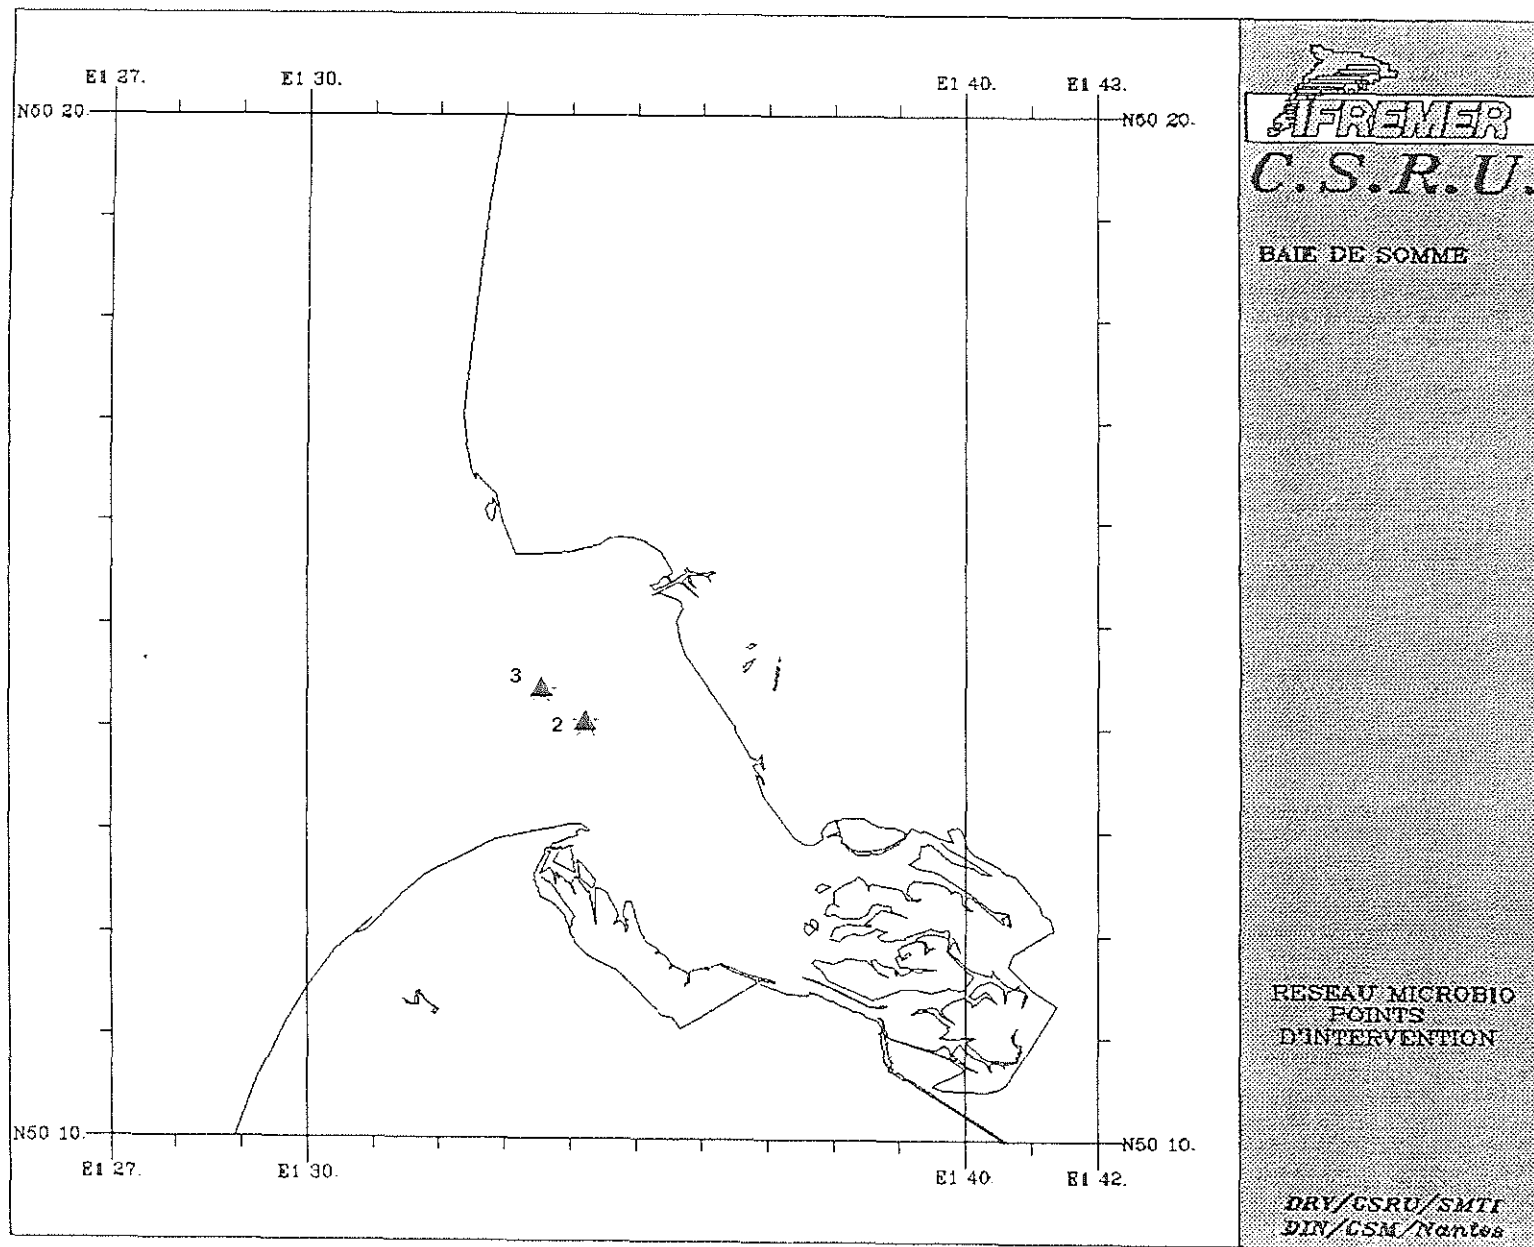 E1 27.
E1 30.
E1 40.
E1 42.
N50 20.
N50 20.
3
2
N50 10.
N50 10.
E1 27.
E1 30.
E1 40.
E1 42.
IFREMER
C.S.R.U.
BAIE DE SOMME
RESEAU MICROBIO
POINTS
D'INTERVENTION
DRY/CSRU/SMTI
DIN/CSM/Nantes